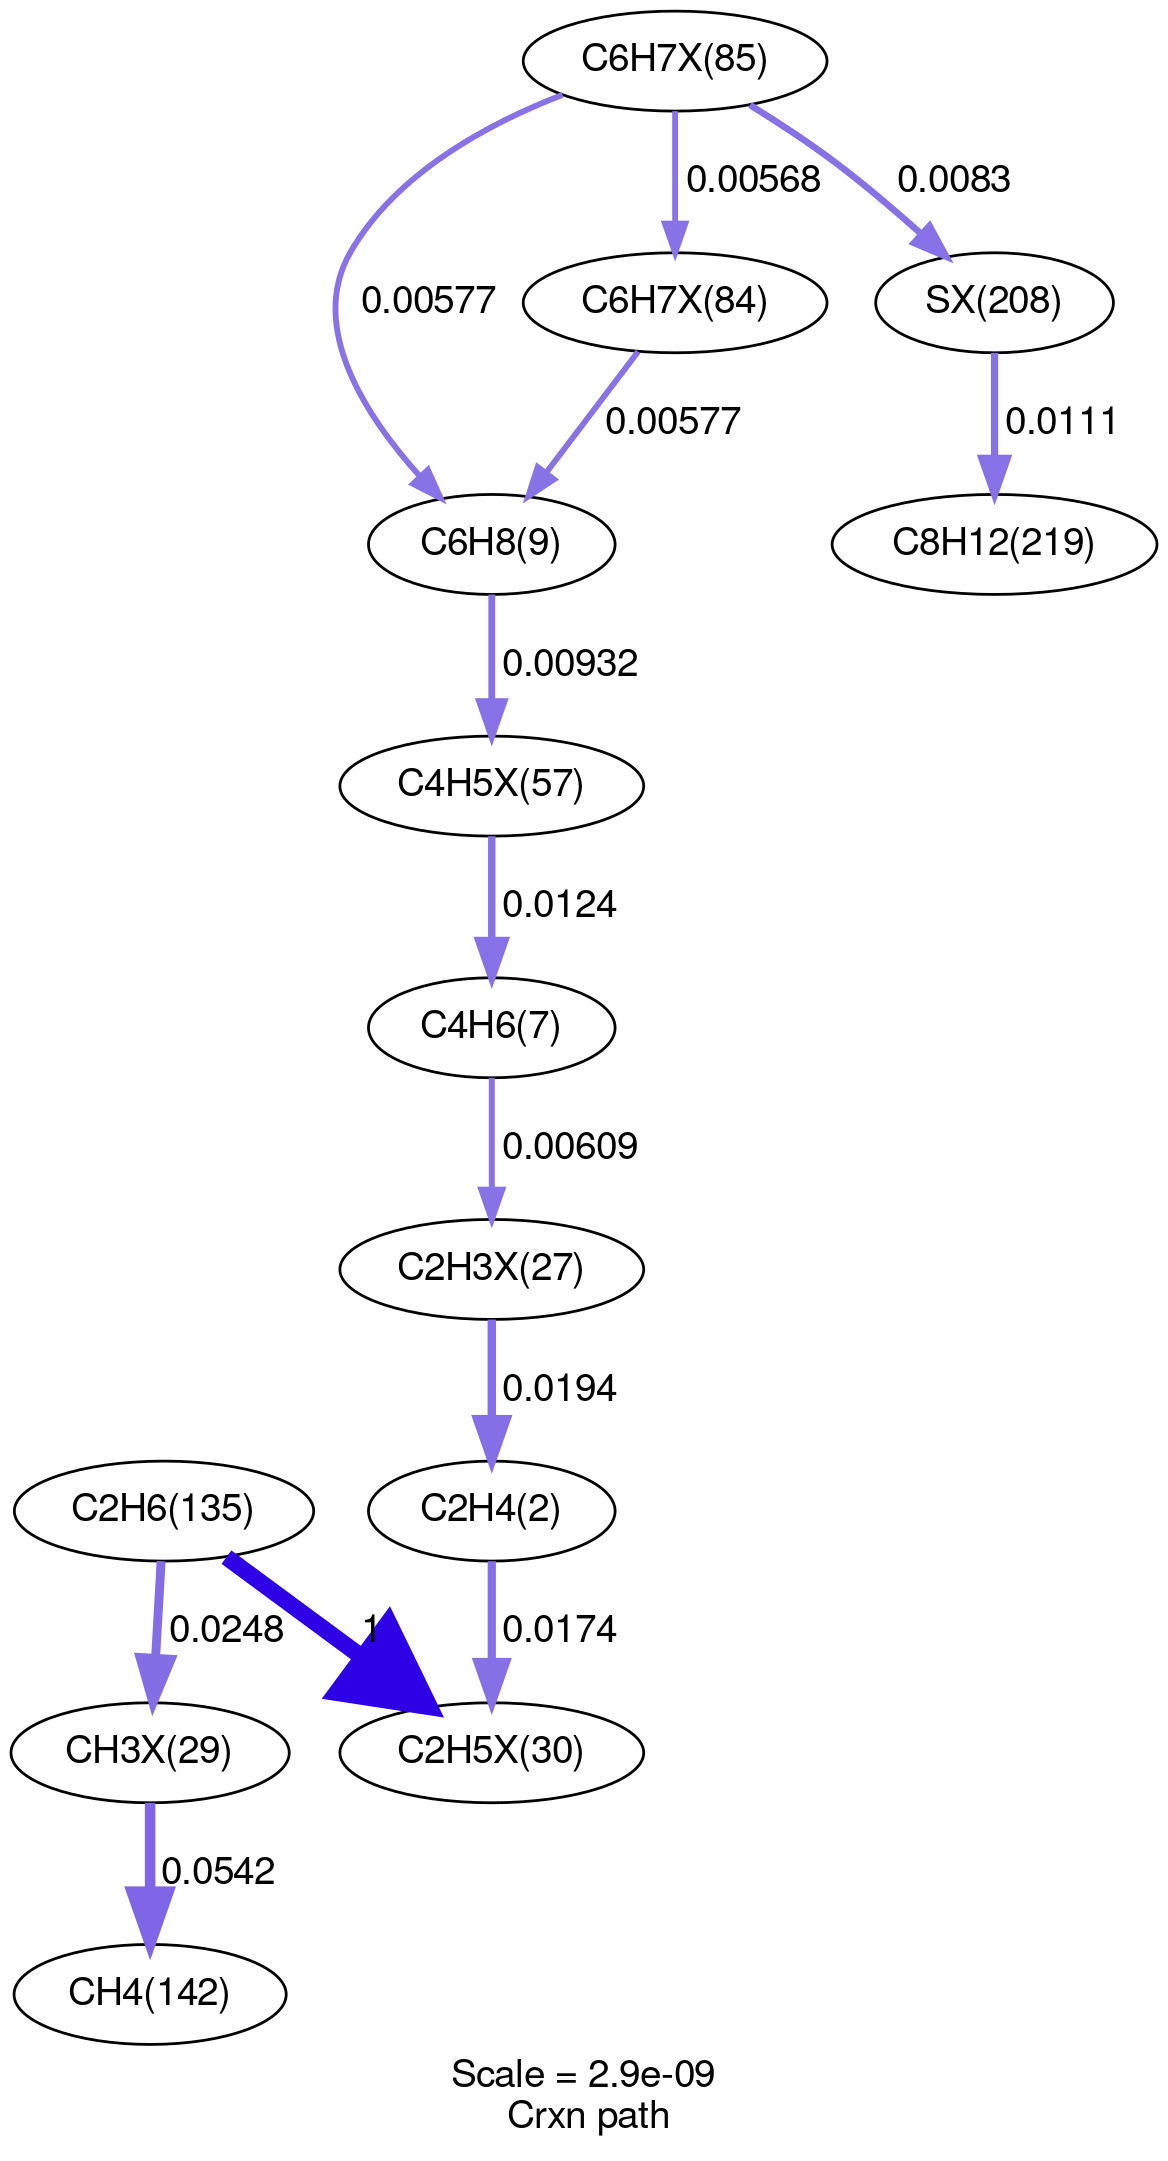 C6H7X(85)
0.00568
0.0083
0.00577
C6H7X(84)
SX(208)
0.00577
0.0111
C6H8(9)
C8H12(219)
0.00932
C4H5X(57)
0.0124
C4H6(7)
0.00609
C2H3X(27)
0.0194
C2H6(135)
C2H4(2)
0.0248
1
0.0174
CH3X(29)
C2H5X(30)
0.0542
CH4(142)
Scale = 2.9e-09
Crxn path